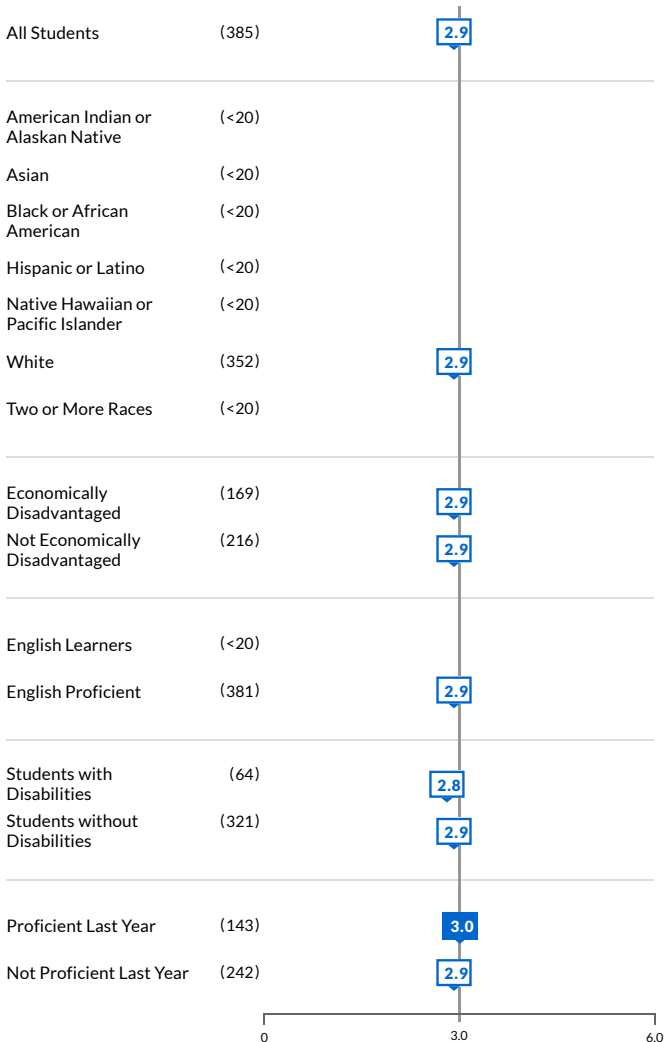 All Students (385) 2.9
American Indian or (<20)
Alaskan Native
Asian (<20)
Black or African (<20)
American
Hispanic or Latino (<20)
Native Hawaiian or (<20)
Pacific Islander
White (352) 2.9
Two or More Races (<20)
Economically (169) 2.9
Disadvantaged
Not Economically (216) 2.9
Disadvantaged
English Learners (<20)
English Proficient (381) 2.9
Students with (64) 2.8
Disabilities
Students without (321) 2.9
Disabilities
Proficient Last Year (143) 3.0
Not Proficient Last Year (242) 2.9
0 3.0 6.0